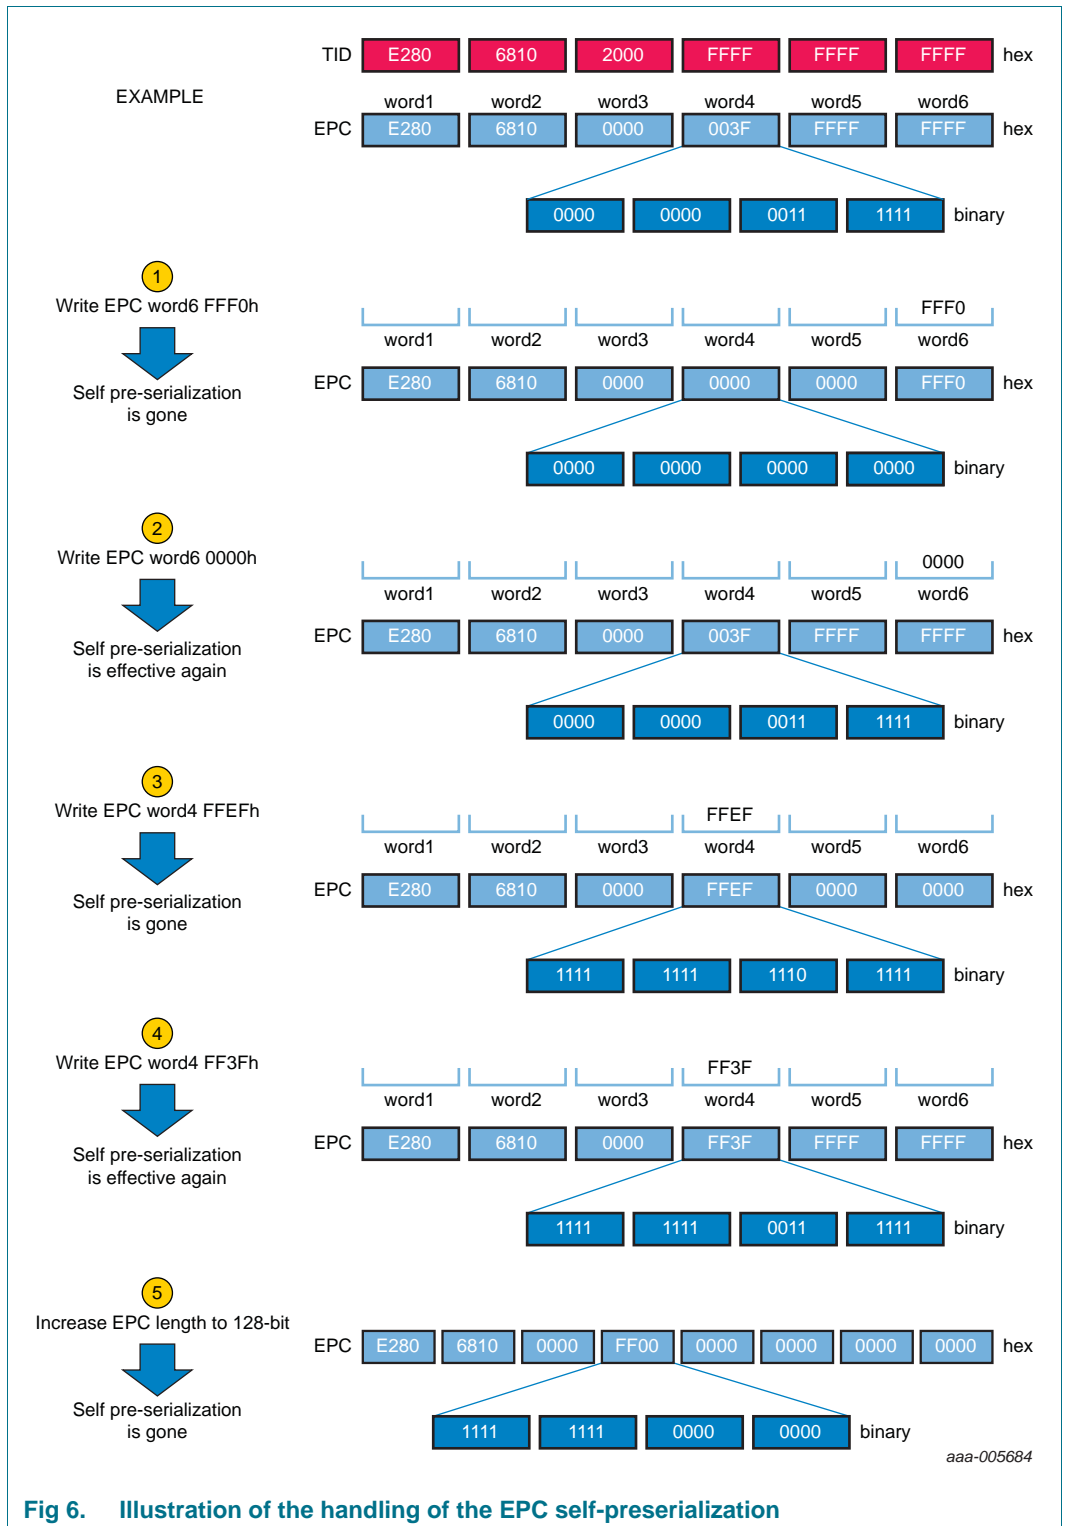 TID E280 6810 2000 FFFF FFFF FFFF hex
EXAMPLE
word1 word2 word3 word4 word5 word6
EPC E280 6810 0000 003F FFFF FFFF hex
0000 0000 0011 1111 binary
1
Write EPC word6 FFF0h
FFF0
word1 word2 word3 word4 word5 word6
EPC E280 6810 0000 0000 0000 FFF0 hex
Self pre-serialization
is gone
0000 0000 0000 0000 binary
2
Write EPC word6 0000h
0000
word1 word2 word3 word4 word5 word6
EPC E280 6810 0000 003F FFFF FFFF hex
Self pre-serialization
is effective again
0000 0000 0011 1111 binary
3
Write EPC word4 FFEFh
FFEF
word1 word2 word3 word4 word5 word6
EPC E280 6810 0000 FFEF 0000 0000 hex
Self pre-serialization
is gone
1111 1111 1110 1111 binary
4
Write EPC word4 FF3Fh
FF3F
word1 word2 word3 word4 word5 word6
EPC E280 6810 0000 FF3F FFFF FFFF hex
Self pre-serialization
is effective again
1111 1111 0011 1111 binary
5
Increase EPC length to 128-bit
EPC E280 6810 0000 FF00 0000 0000 0000 0000 hex
Self pre-serialization
is gone
1111 1111 0000 0000 binary
aaa-005684
Fig 6. Illustration of the handling of the EPC self-preserialization